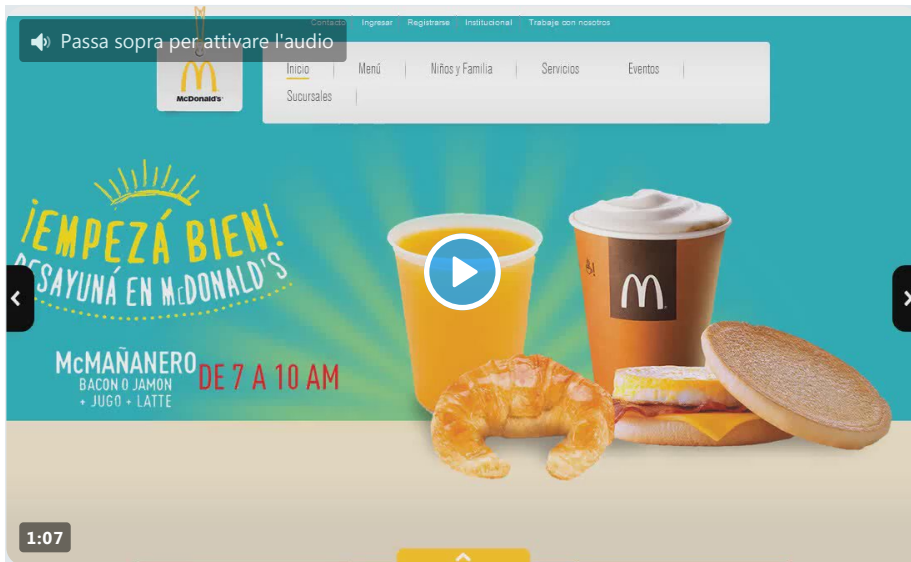 Contacto Ingresar Registrarse Institucional Trabaje con nosotros
Passa sopra per attivare l'audio
McDonald's
Inicio Menú Niños y Familia Servicios Eventos
Sucursales
¡EMPEZÁ BIEN!
DESAYUNÁ EN McDONALD'S
McMAÑANERO
BACON O JAMON
+ JUGO + LATTE
DE 7 A 10 AM
1:07